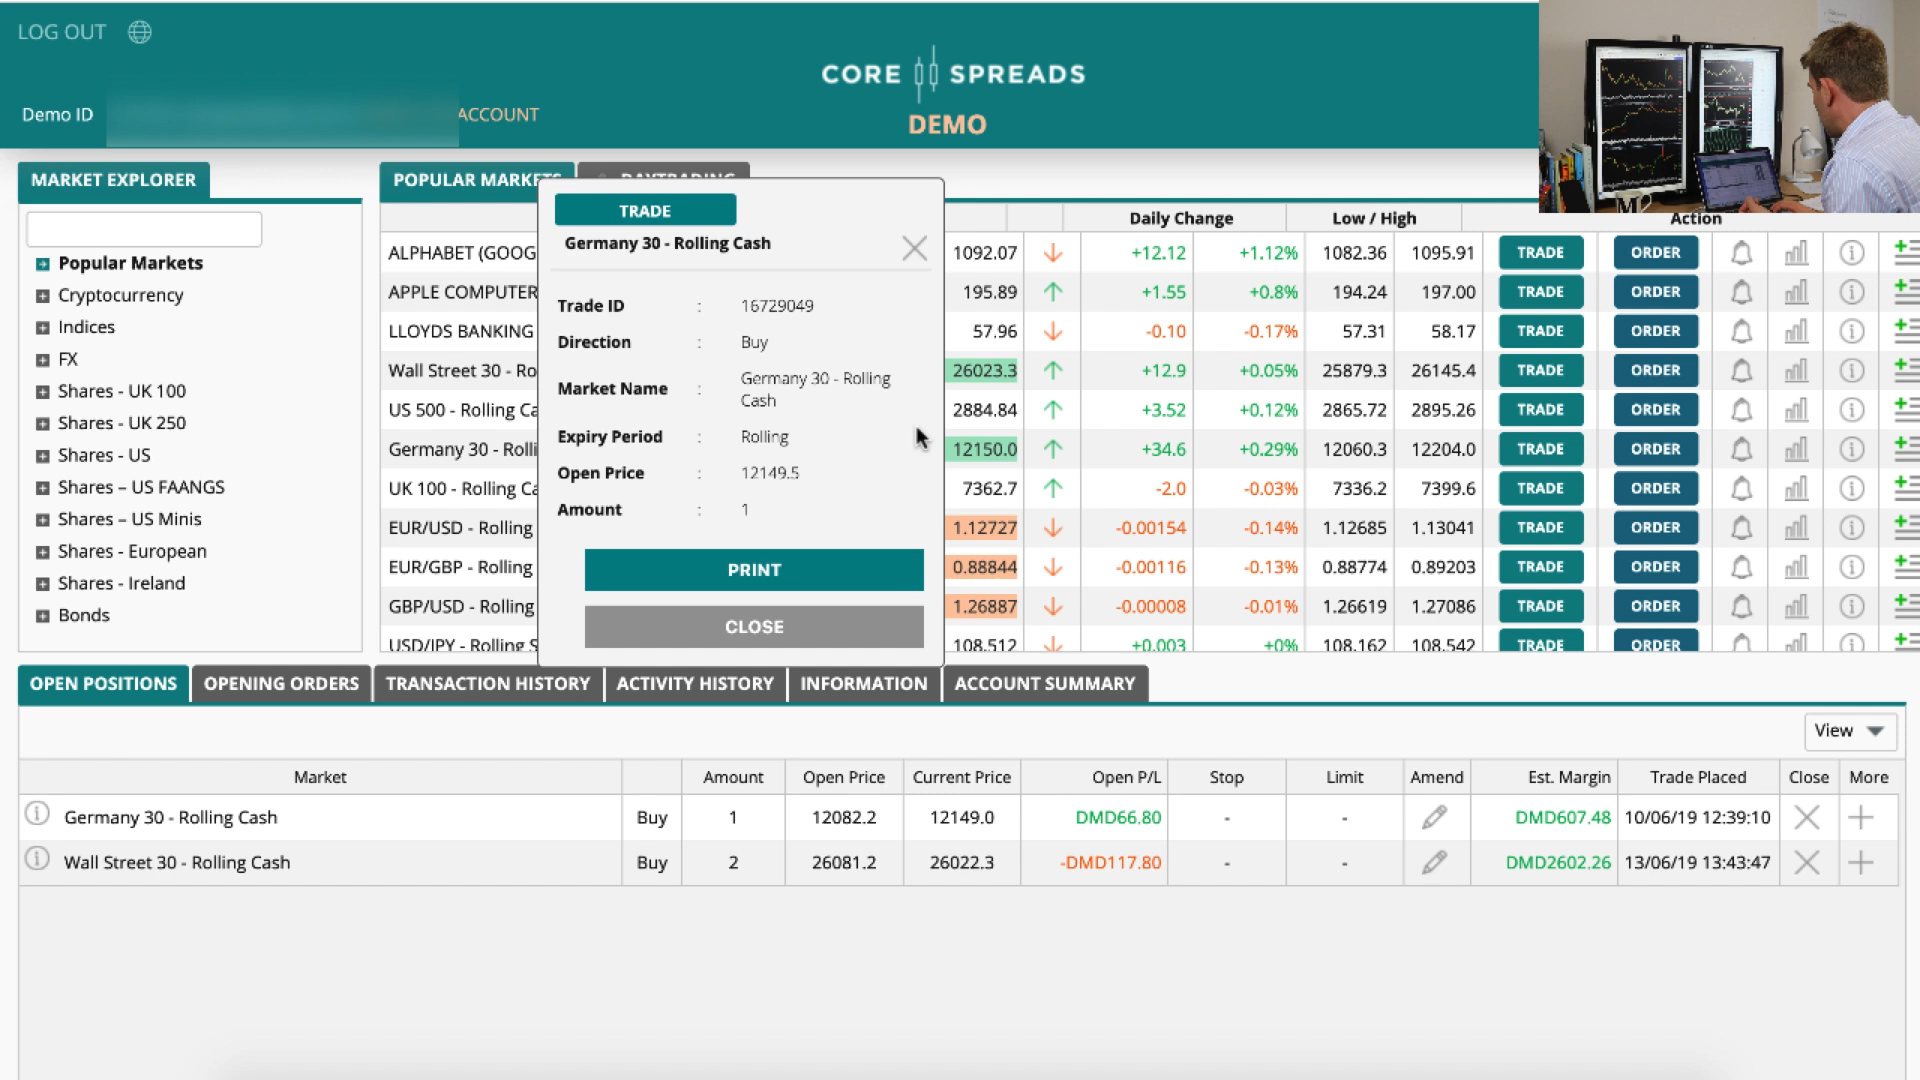 LOG OUT
CORE SPREADS
Demo ID ACCOUNT
DEMO
MARKET EXPLORER
Popular Markets
Cryptocurrency
Indices
FX
Shares - UK 100
Shares - UK 250
Shares - US
Shares – US FAANGS
Shares – US Minis
Shares - European
Shares - Ireland
Bonds
POPULAR MARKETS DAYTRADING
Daily Change Low / High Action
ALPHABET (GOOG 1092.07 +12.12 +1.12% 1082.36 1095.91 TRADE ORDER
APPLE COMPUTER 195.89 +1.55 +0.8% 194.24 197.00 TRADE ORDER
LLOYDS BANKING 57.96 -0.10 -0.17% 57.31 58.17 TRADE ORDER
Wall Street 30 - Ro 26023.3 +12.9 +0.05% 25879.3 26145.4 TRADE ORDER
US 500 - Rolling Ca 2884.84 +3.52 +0.12% 2865.72 2895.26 TRADE ORDER
Germany 30 - Rolli 12150.0 +34.6 +0.29% 12060.3 12204.0 TRADE ORDER
UK 100 - Rolling Ca 7362.7 -2.0 -0.03% 7336.2 7399.6 TRADE ORDER
EUR/USD - Rolling 1.12727 -0.00154 -0.14% 1.12685 1.13041 TRADE ORDER
EUR/GBP - Rolling 0.88844 -0.00116 -0.13% 0.88774 0.89203 TRADE ORDER
GBP/USD - Rolling 1.26887 -0.00008 -0.01% 1.26619 1.27086 TRADE ORDER
USD/JPY - Rolling S 108.512 +0.003 +0% 108.162 108.542 TRADE ORDER
TRADE
Germany 30 - Rolling Cash
Trade ID : 16729049
Direction : Buy
Market Name : Germany 30 - Rolling
Cash
Expiry Period : Rolling
Open Price : 12149.5
Amount : 1
PRINT
CLOSE
OPEN POSITIONS OPENING ORDERS TRANSACTION HISTORY ACTIVITY HISTORY INFORMATION ACCOUNT SUMMARY
View
Market Amount Open Price Current Price Open P/L Stop Limit Amend Est. Margin Trade Placed Close More
Germany 30 - Rolling Cash Buy 1 12082.2 12149.0 DMD66.80 - - DMD607.48 10/06/19 12:39:10
Wall Street 30 - Rolling Cash Buy 2 26081.2 26022.3 -DMD117.80 - - DMD2602.26 13/06/19 13:43:47